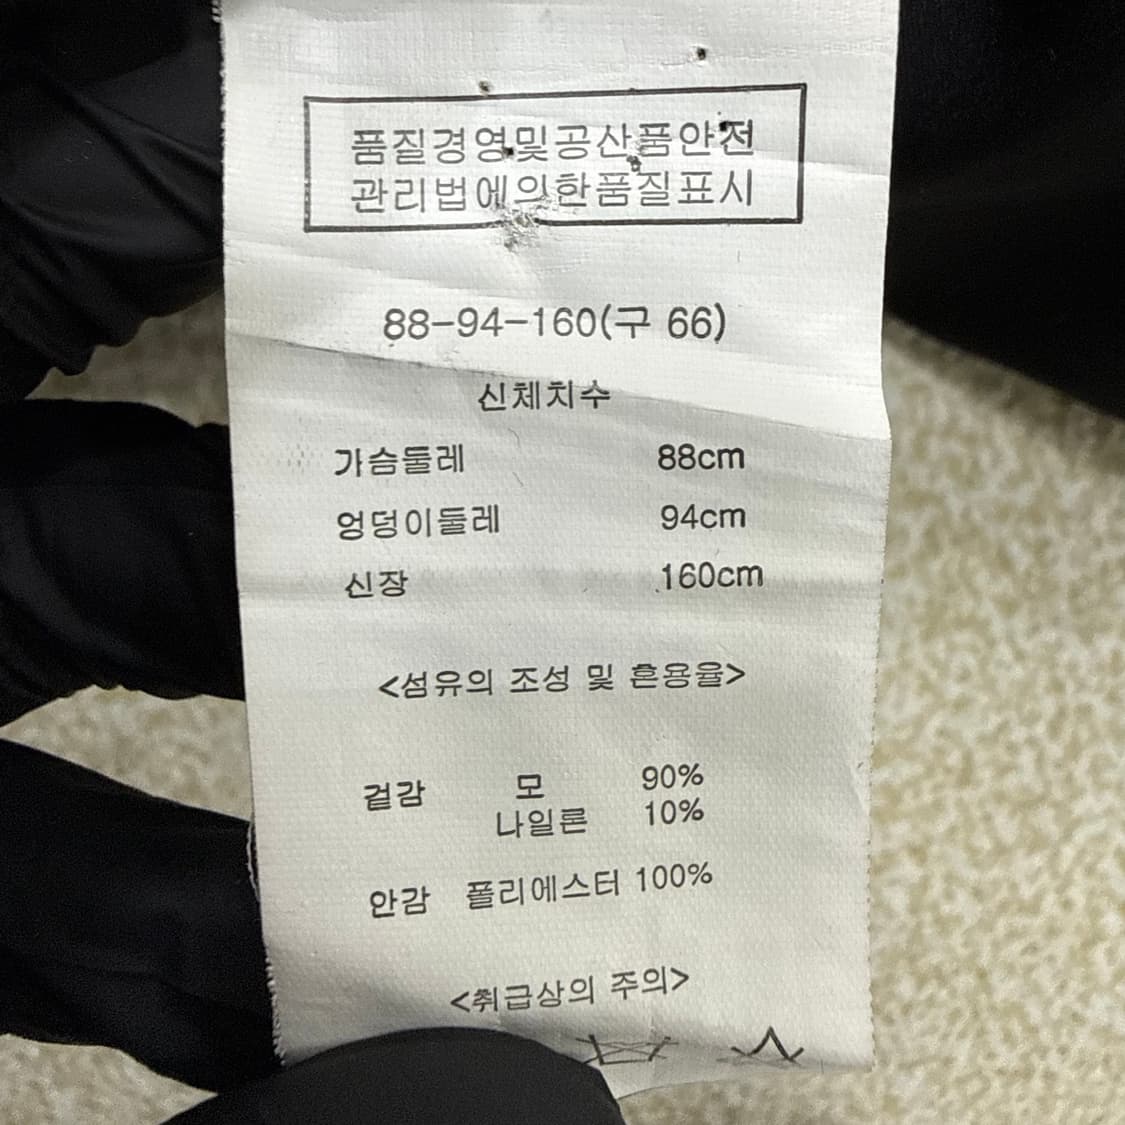 품질경영및공산품안전
관리법에의한품질표시
88-94-160(구 66)
신체치수
가슴둘레 88cm
엉덩이둘레 94cm
신장 160cm
<섬유의 조성 및 혼용율>
겉감 모 90%
나일론 10%
안감 폴리에스터 100%
<취급상의 주의>